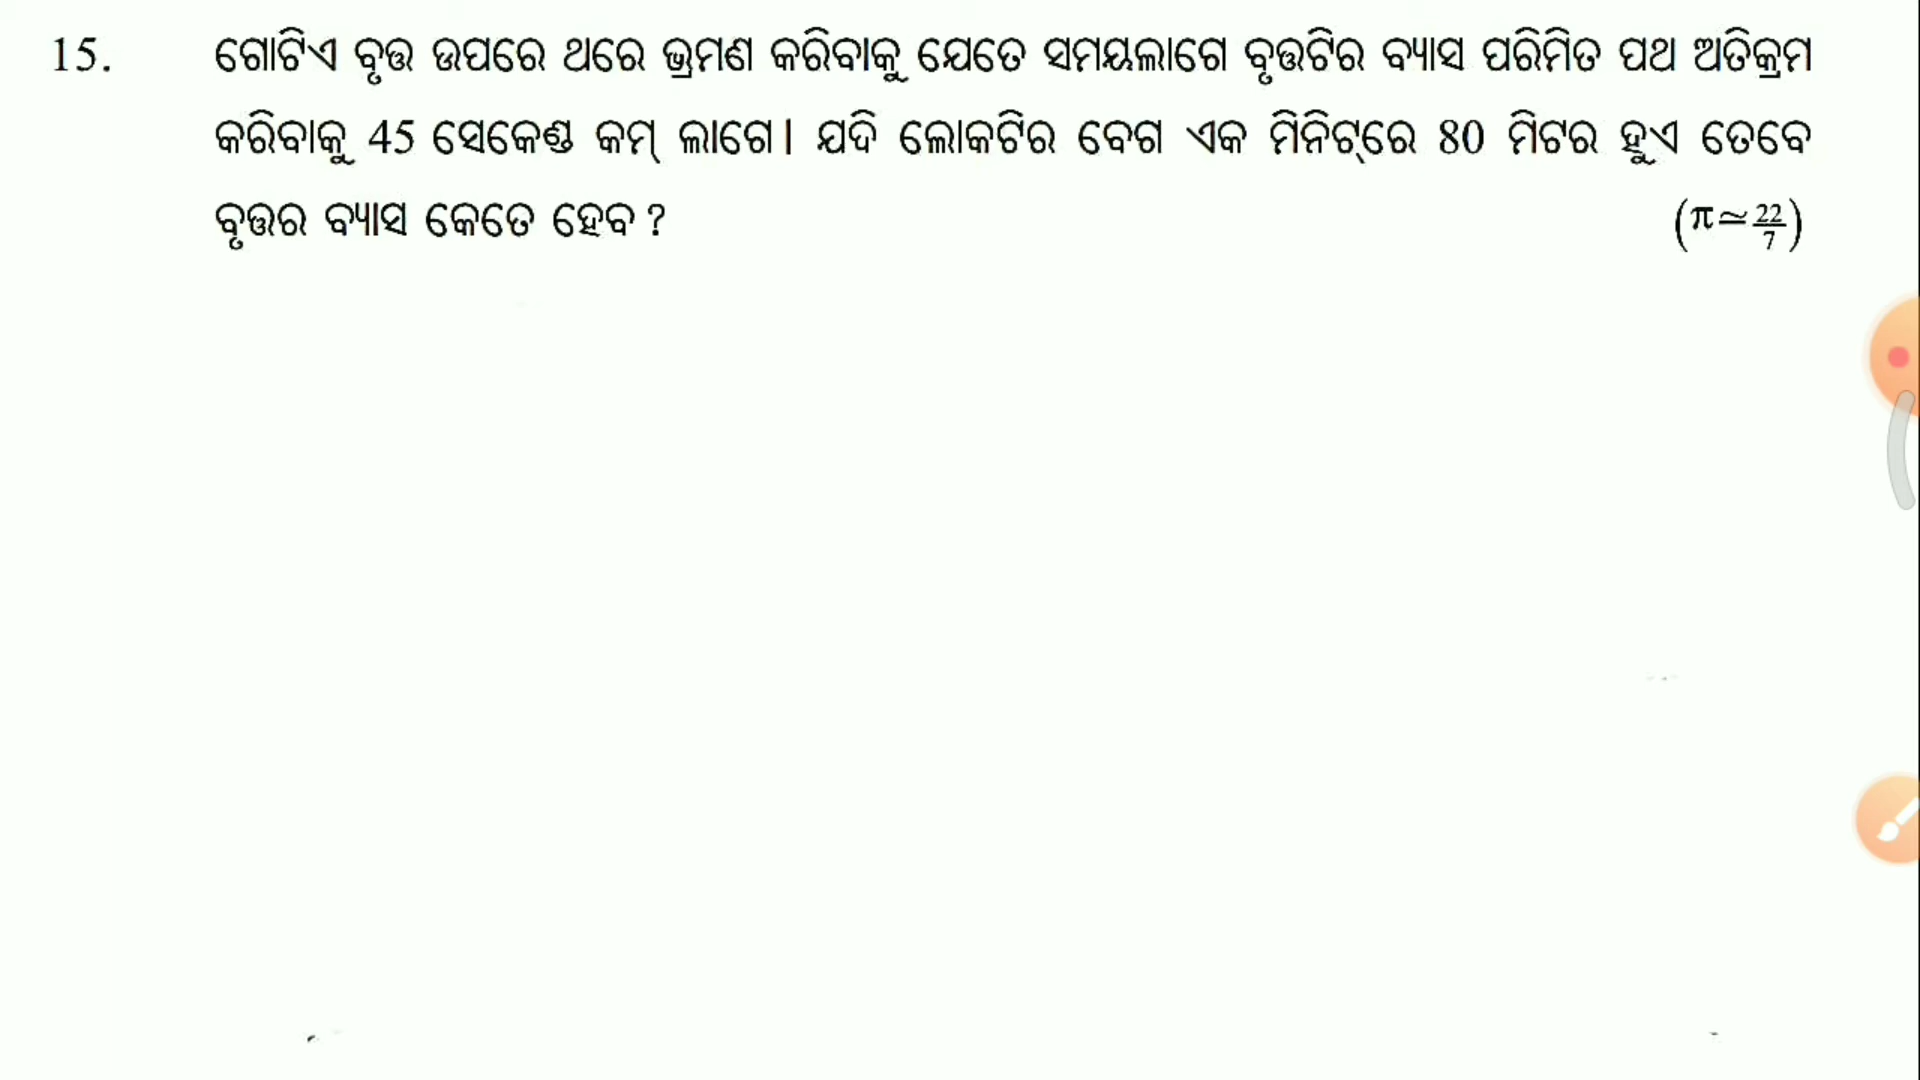 15. ଗୋଟିଏ ବୃତ୍ତ ଉପରେ ଥରେ ଭ୍ରମଣ କରିବାକୁ ଯେତେ ସମୟଲାଗେ ବୃତ୍ତଟିର ବ୍ୟାସ ପରିମିତ ପଥ ଅତିକ୍ରମ
କରିବାକୁ 45 ସେକେଣ୍ଡ କମ୍ ଲାଗେ। ଯଦି ଲୋକଟିର ବେଗ ଏକ ମିନିଟ୍‌ରେ 80 ମିଟର ହୁଏ ତେବେ
ବୃତ୍ତର ବ୍ୟାସ କେତେ ହେବ ? (π≃22/7)